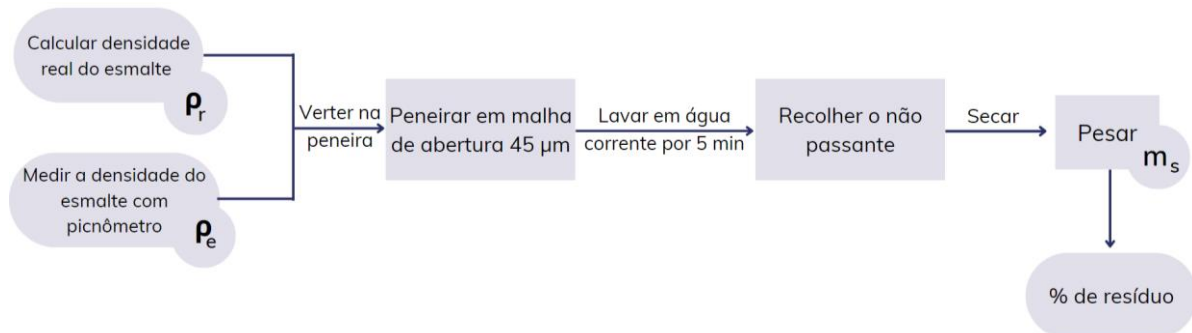 Calcular densidade
real do esmalte
ρr
Medir a densidade do
esmalte com
picnômetro
ρe
Verter na
peneira
Peneirar em malha
de abertura 45 µm
Lavar em água
corrente por 5 min
Recolher o não
passante
Secar
Pesar
ms
% de resíduo